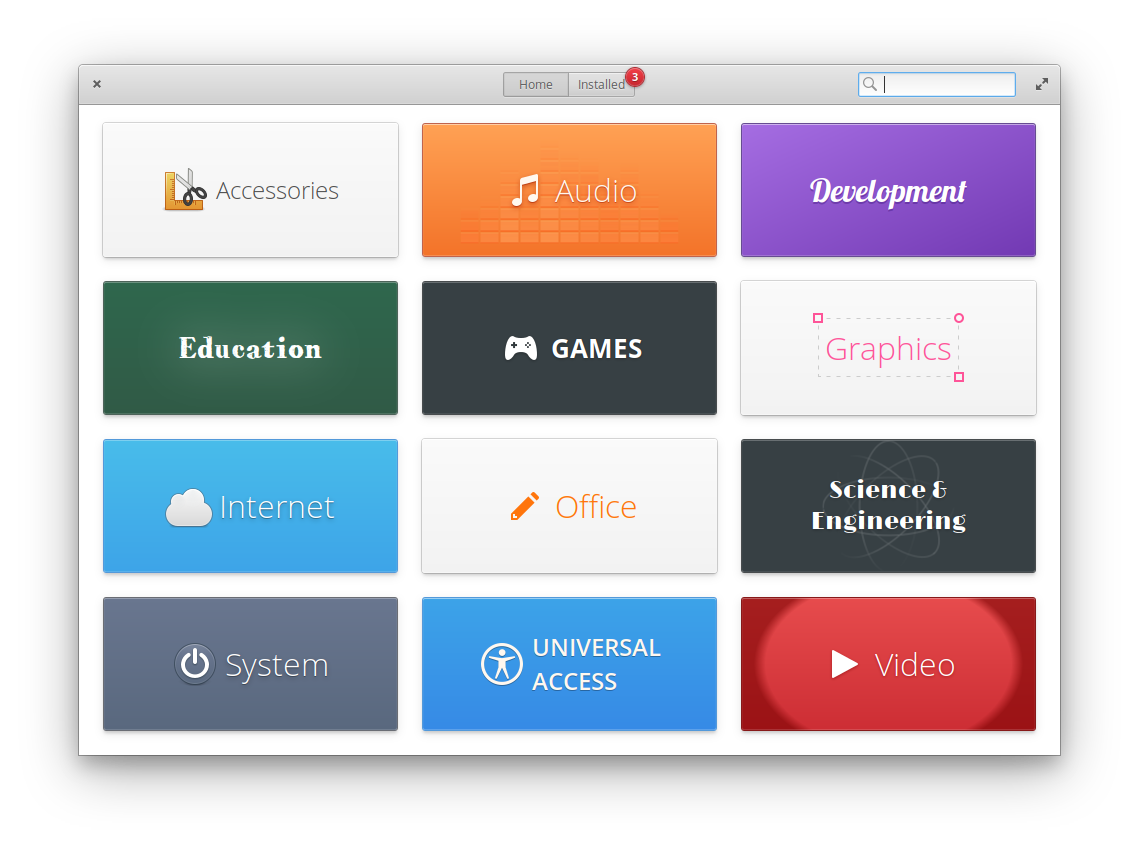 Home
Installed
3
Accessories
Audio
Development
Education
GAMES
Graphics
Internet
Office
Science &
Engineering
System
UNIVERSAL
ACCESS
Video